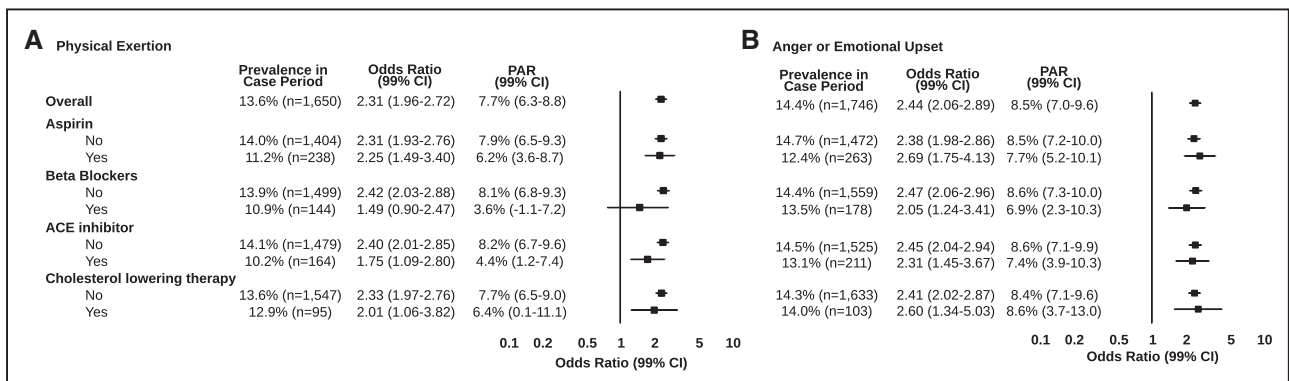 A Physical Exertion
Prevalence in Case Period Odds Ratio (99% CI) PAR (99% CI)
Overall 13.6% (n=1,650) 2.31 (1.96-2.72) 7.7% (6.3-8.8)
Aspirin
No 14.0% (n=1,404) 2.31 (1.93-2.76) 7.9% (6.5-9.3)
Yes 11.2% (n=238) 2.25 (1.49-3.40) 6.2% (3.6-8.7)
Beta Blockers
No 13.9% (n=1,499) 2.42 (2.03-2.88) 8.1% (6.8-9.3)
Yes 10.9% (n=144) 1.49 (0.90-2.47) 3.6% (-1.1-7.2)
ACE inhibitor
No 14.1% (n=1,479) 2.40 (2.01-2.85) 8.2% (6.7-9.6)
Yes 10.2% (n=164) 1.75 (1.09-2.80) 4.4% (1.2-7.4)
Cholesterol lowering therapy
No 13.6% (n=1,547) 2.33 (1.97-2.76) 7.7% (6.5-9.0)
Yes 12.9% (n=95) 2.01 (1.06-3.82) 6.4% (0.1-11.1)
0.1 0.2 0.5 1 2 5 10
Odds Ratio (99% CI)
B Anger or Emotional Upset
Prevalence in Case Period Odds Ratio (99% CI) PAR (99% CI)
14.4% (n=1,746) 2.44 (2.06-2.89) 8.5% (7.0-9.6)
14.7% (n=1,472) 2.38 (1.98-2.86) 8.5% (7.2-10.0)
12.4% (n=263) 2.69 (1.75-4.13) 7.7% (5.2-10.1)
14.4% (n=1,559) 2.47 (2.06-2.96) 8.6% (7.3-10.0)
13.5% (n=178) 2.05 (1.24-3.41) 6.9% (2.3-10.3)
14.5% (n=1,525) 2.45 (2.04-2.94) 8.6% (7.1-9.9)
13.1% (n=211) 2.31 (1.45-3.67) 7.4% (3.9-10.3)
14.3% (n=1,633) 2.41 (2.02-2.87) 8.4% (7.1-9.6)
14.0% (n=103) 2.60 (1.34-5.03) 8.6% (3.7-13.0)
0.1 0.2 0.5 1 2 5 10
Odds Ratio (99% CI)